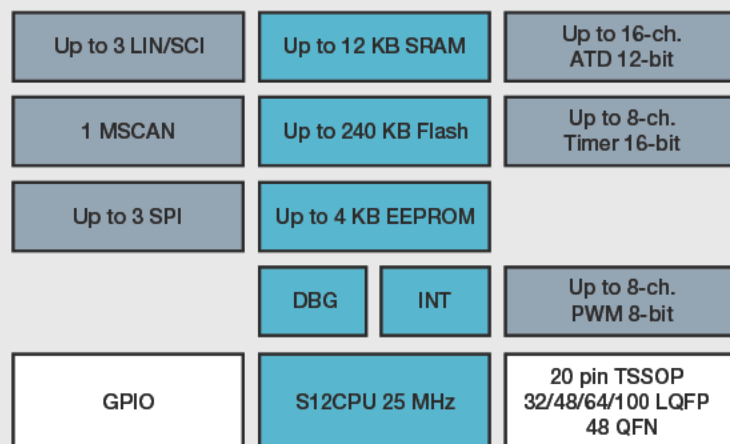 Up to 3 LIN/SCI
Up to 12 KB SRAM
Up to 16-ch.
ATD 12-bit
1 MSCAN
Up to 240 KB Flash
Up to 8-ch.
Timer 16-bit
Up to 3 SPI
Up to 4 KB EEPROM
DBG
INT
Up to 8-ch.
PWM 8-bit
GPIO
S12CPU 25 MHz
20 pin TSSOP
32/48/64/100 LQFP
48 QFN